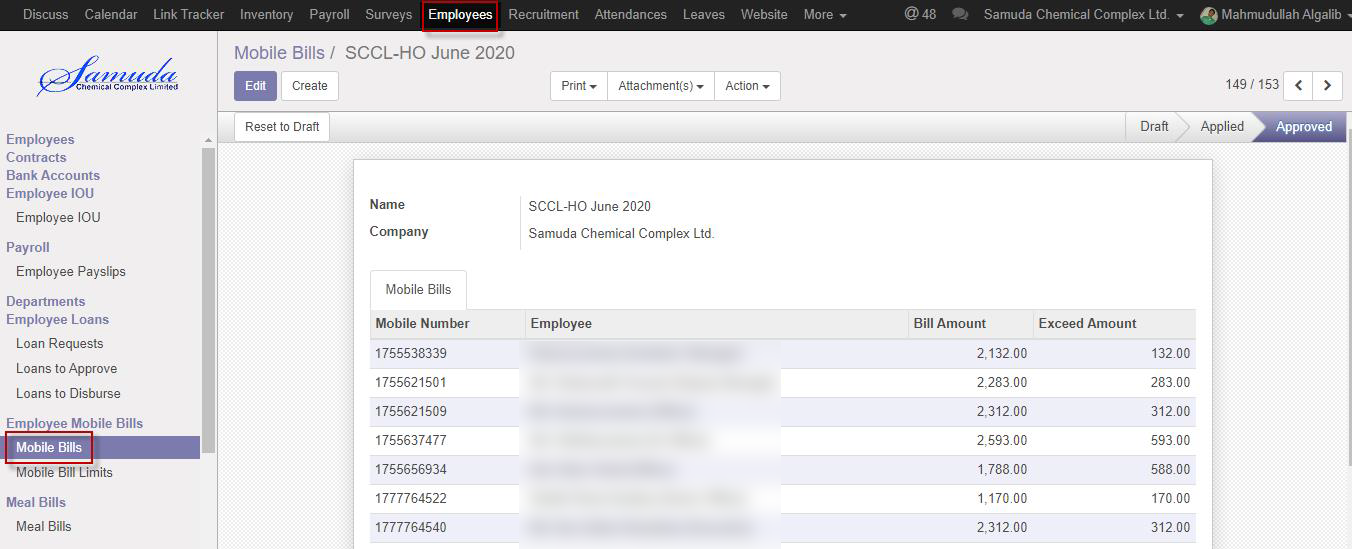 Discuss Calendar Link Tracker Inventory Payroll Surveys Employees Recruitment Attendances Leaves Website More @ 48 Samuda Chemical Complex Ltd. Mahmudullah Algalib
Samuda
Chemical Complex Limited
Mobile Bills / SCCL-HO June 2020
Edit Create Print Attachment(s) Action 149 / 153
Reset to Draft Draft Applied Approved
Employees
Contracts
Bank Accounts
Employee IOU
Employee IOU
Payroll
Employee Payslips
Departments
Employee Loans
Loan Requests
Loans to Approve
Loans to Disburse
Employee Mobile Bills
Mobile Bills
Mobile Bill Limits
Meal Bills
Meal Bills
Name SCCL-HO June 2020
Company Samuda Chemical Complex Ltd.
Mobile Bills
Mobile Number Employee Bill Amount Exceed Amount
1755538339 2,132.00 132.00
1755621501 2,283.00 283.00
1755621509 2,312.00 312.00
1755637477 2,593.00 593.00
1755656934 1,788.00 588.00
1777764522 1,170.00 170.00
1777764540 2,312.00 312.00